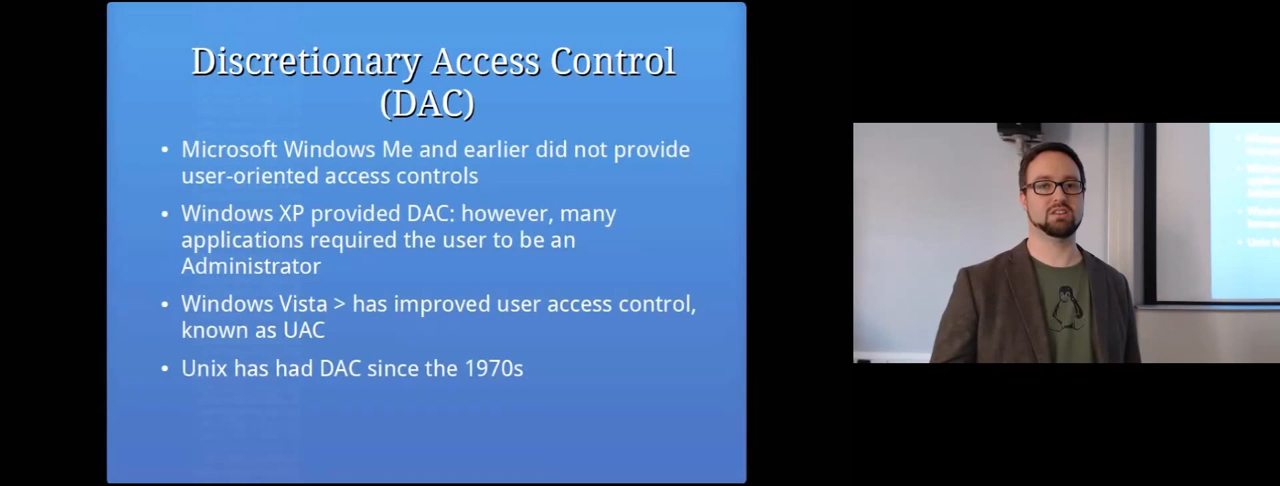 Discretionary Access Control
(DAC)
• Microsoft Windows Me and earlier did not provide
user-oriented access controls
• Windows XP provided DAC: however, many
applications required the user to be an
Administrator
• Windows Vista > has improved user access control,
known as UAC
• Unix has had DAC since the 1970s